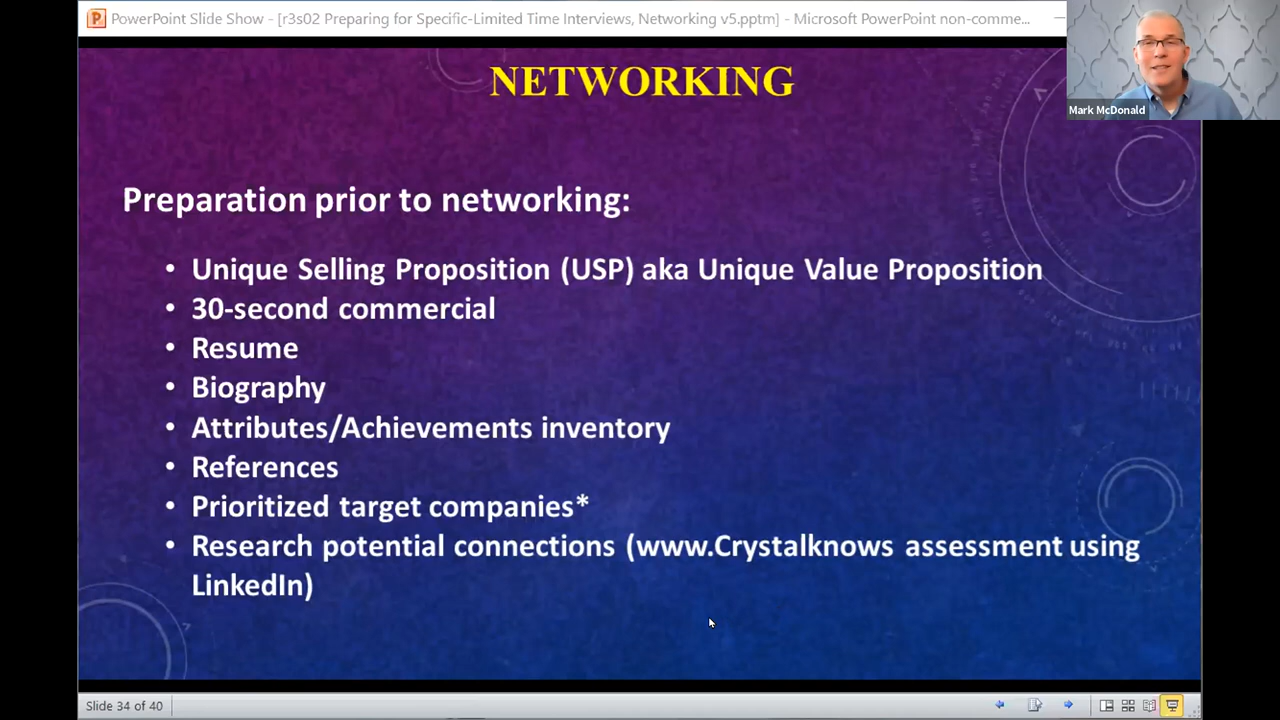 PowerPoint Slide Show - [r3s02 Preparing for Specific-Limited Time Interviews, Networking v5.pptm] - Microsoft PowerPoint non-comme...
Mark McDonald
NETWORKING
Preparation prior to networking:
• Unique Selling Proposition (USP) aka Unique Value Proposition
• 30-second commercial
• Resume
• Biography
• Attributes/Achievements inventory
• References
• Prioritized target companies*
• Research potential connections (www.Crystalknows assessment using
LinkedIn)
Slide 34 of 40